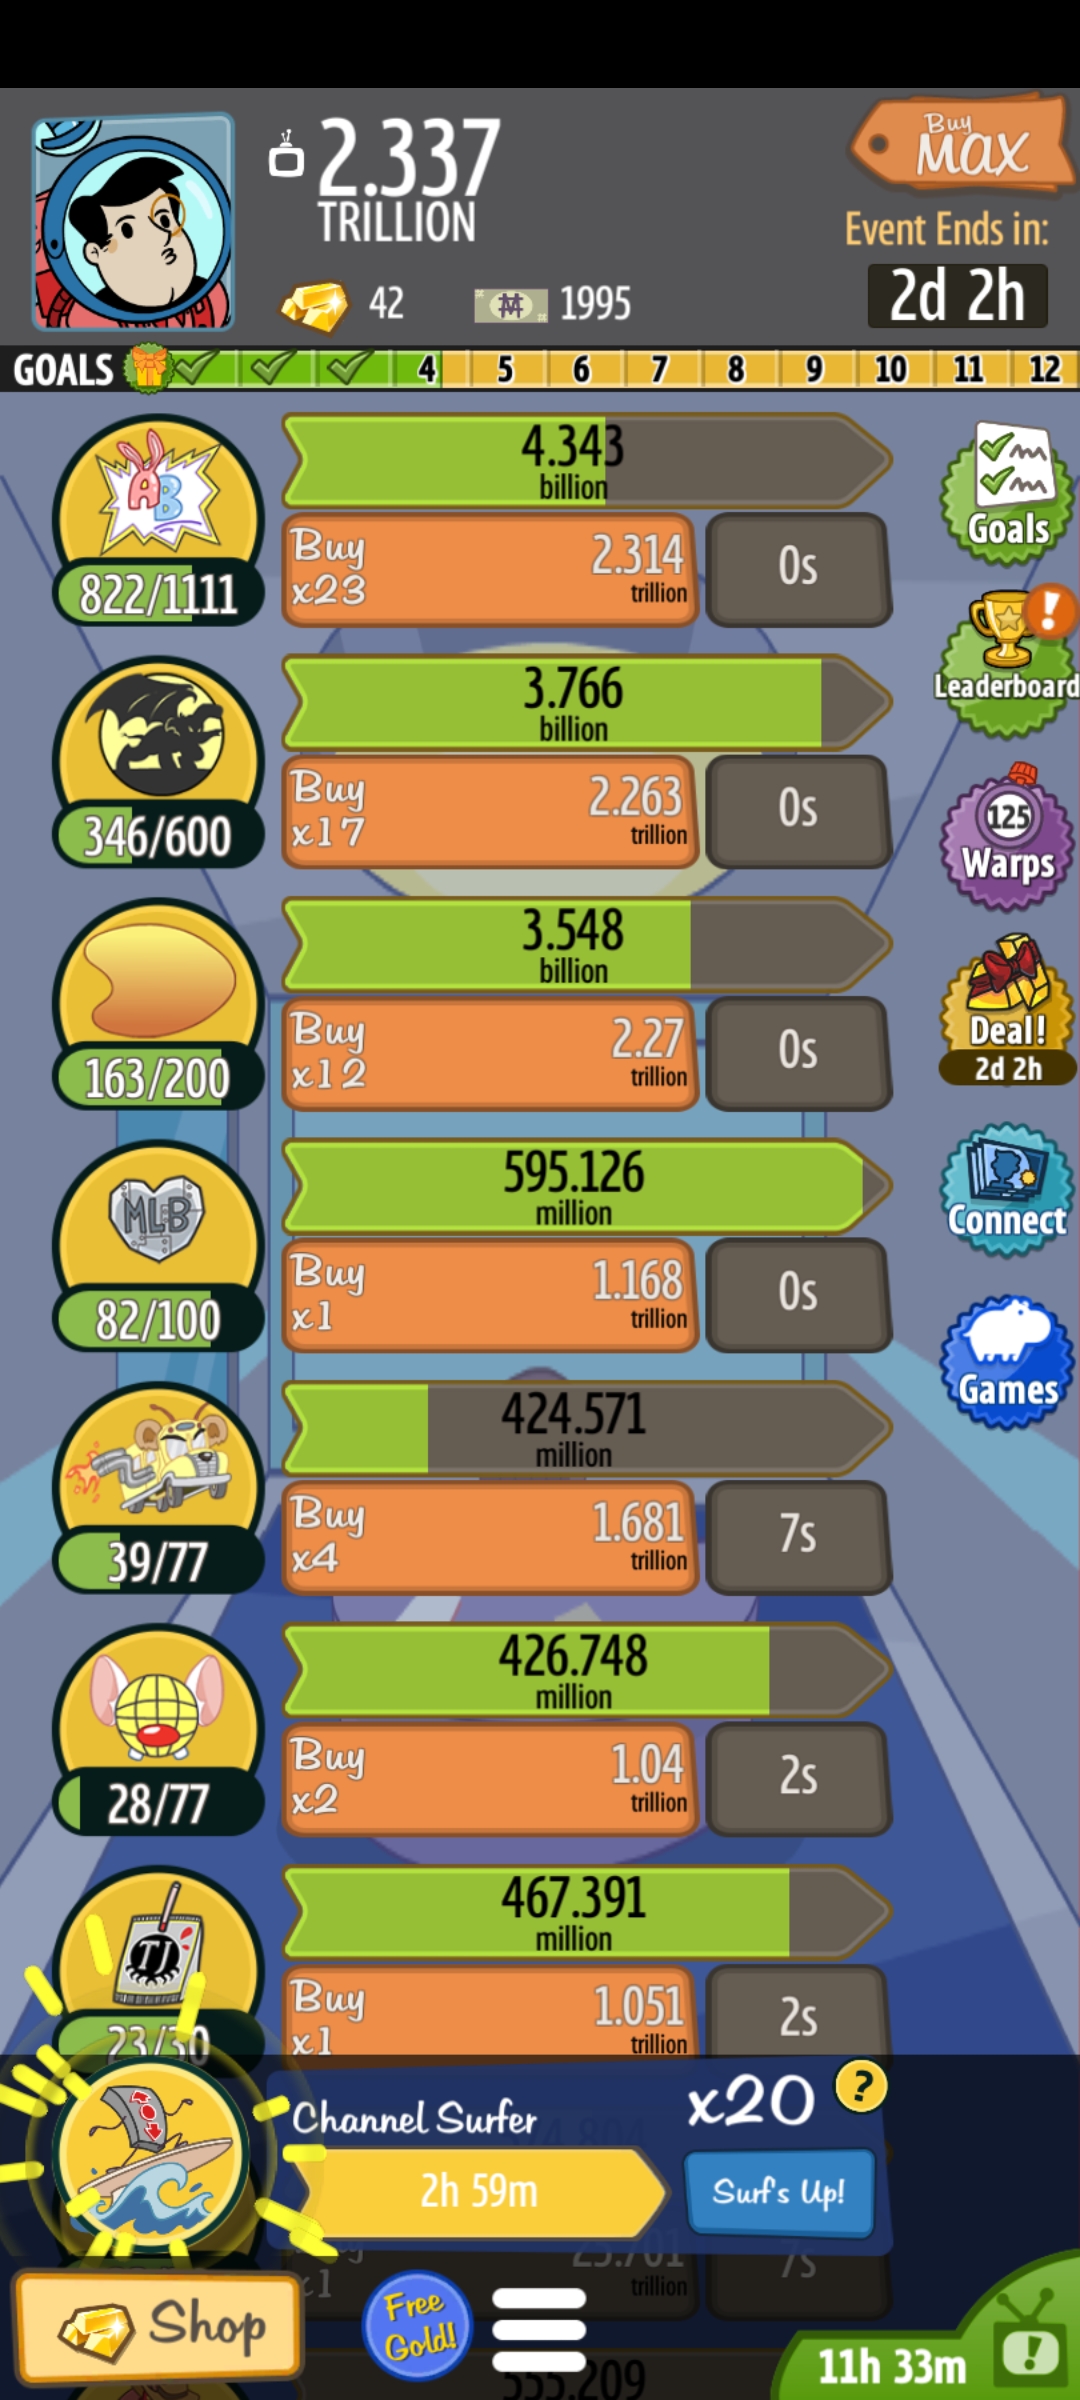 2.337
TRILLION
Buy
MAX
Event Ends in:
2d 2h
42
1995
GOALS
4 5 6 7 8 9 10 11 12
AB
4.343
billion
822/1111
Buy
x23
2.314
trillion
0s
Goals
3.766
billion
346/600
Buy
x17
2.263
trillion
0s
Leaderboard
125
Warps
3.548
billion
163/200
Buy
x12
2.27
trillion
0s
Deal!
2d 2h
MLB
595.126
million
82/100
Buy
x1
1.168
trillion
0s
Connect
Games
424.571
million
39/77
Buy
x4
1.681
trillion
7s
426.748
million
28/77
Buy
x2
1.04
trillion
2s
TJ
467.391
million
23/30
Buy
x1
1.051
trillion
2s
Channel Surfer
x20
?
2h 59m
Surf's Up!
x1
trillion
7s
Shop
Free
Gold!
555.209
11h 33m